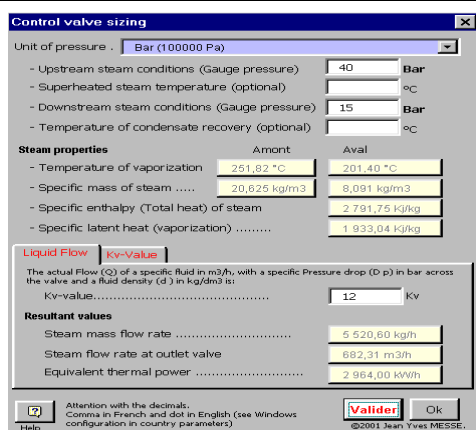 Control valve sizing
Unit of pressure . Bar (100000 Pa)
- Upstream steam conditions (Gauge pressure) 40 Bar
- Superheated steam temperature (optional) °C
- Downstream steam conditions (Gauge pressure) 15 Bar
- Temperature of condensate recovery (optional) °C
Steam properties Amont Aval
- Temperature of vaporization 251,82 °C 201,40 °C
- Specific mass of steam ..... 20,625 kg/m3 8,091 kg/m3
- Specific enthalpy (Total heat) of steam 2 791,75 Kj/kg
- Specific latent heat (vaporization) ......... 1 933,04 Kj/kg
Liquid Flow Kv-Value
The actual Flow (Q) of a specific fluid in m3/h, with a specific Pressure drop (D p) in bar across
the valve and a fluid density (d ) in kg/dm3 is:
Kv-value............................................ 12 Kv
Resultant values
Steam mass flow rate ............................ 5 520,60 kg/h
Steam flow rate at outlet valve 682,31 m3/h
Equivalent thermal power ...................... 2 964,00 kW/h
Help
Attention with the decimals.
Comma in French and dot in English (see Windows
configuration in country parameters)
Valider Ok
©2001 Jean Yves MESSE.